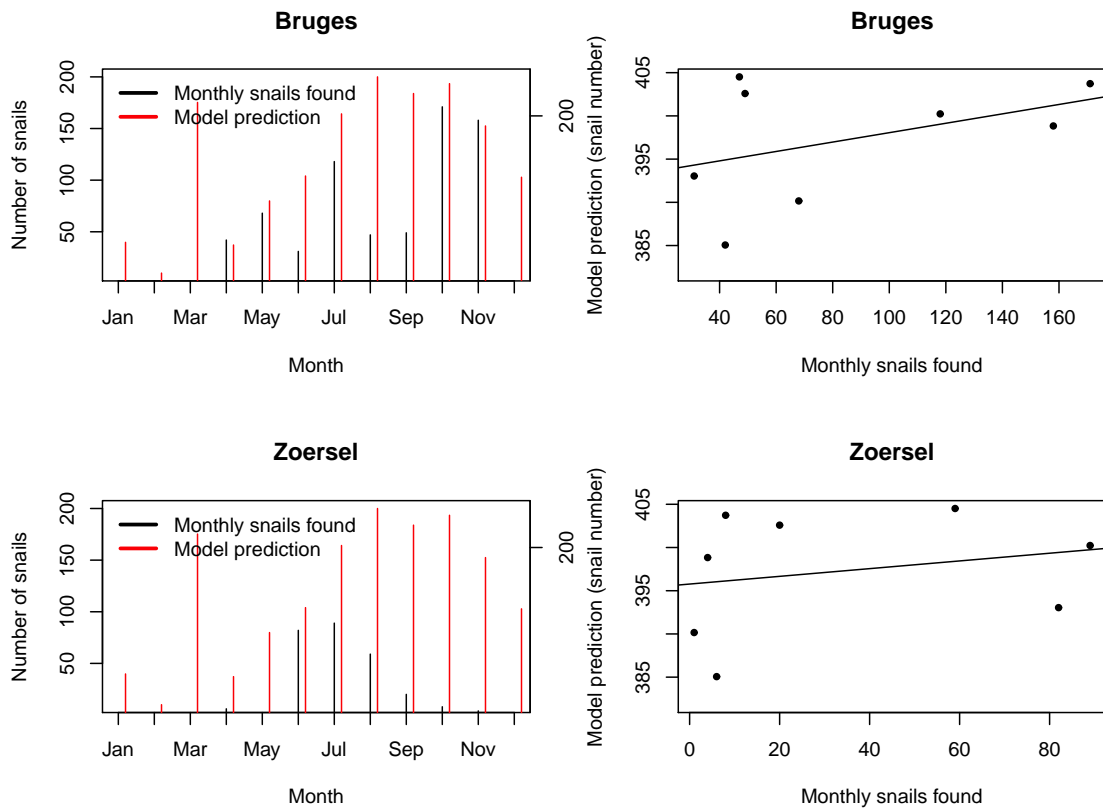 Bruges
Number of snails
50 100 150 200
Monthly snails found
Model prediction
200
Jan Mar May Jul Sep Nov
Month
Bruges
Model prediction (snail number)
385 395 405
40 60 80 100 120 140 160
Monthly snails found
Zoersel
Number of snails
50 100 150 200
Monthly snails found
Model prediction
200
Jan Mar May Jul Sep Nov
Month
Zoersel
Model prediction (snail number)
385 395 405
0 20 40 60 80
Monthly snails found